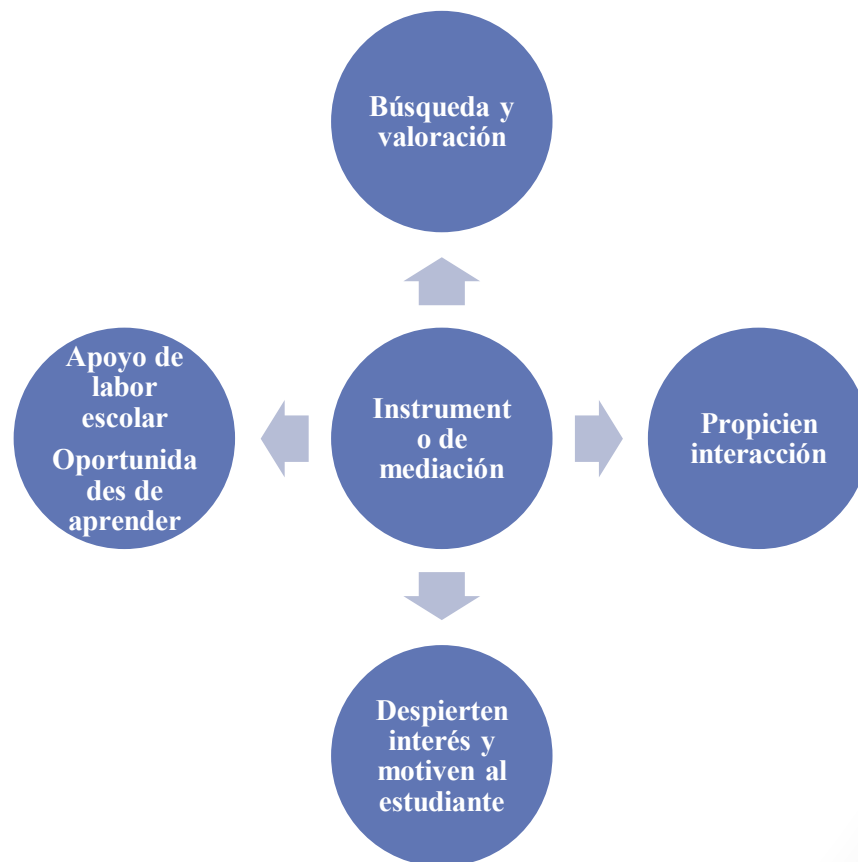 Búsqueda y
valoración
Apoyo de
labor
escolar
Oportunida
des de
aprender
Instrument
o de
mediación
Propicien
interacción
Despierten
interés y
motiven al
estudiante